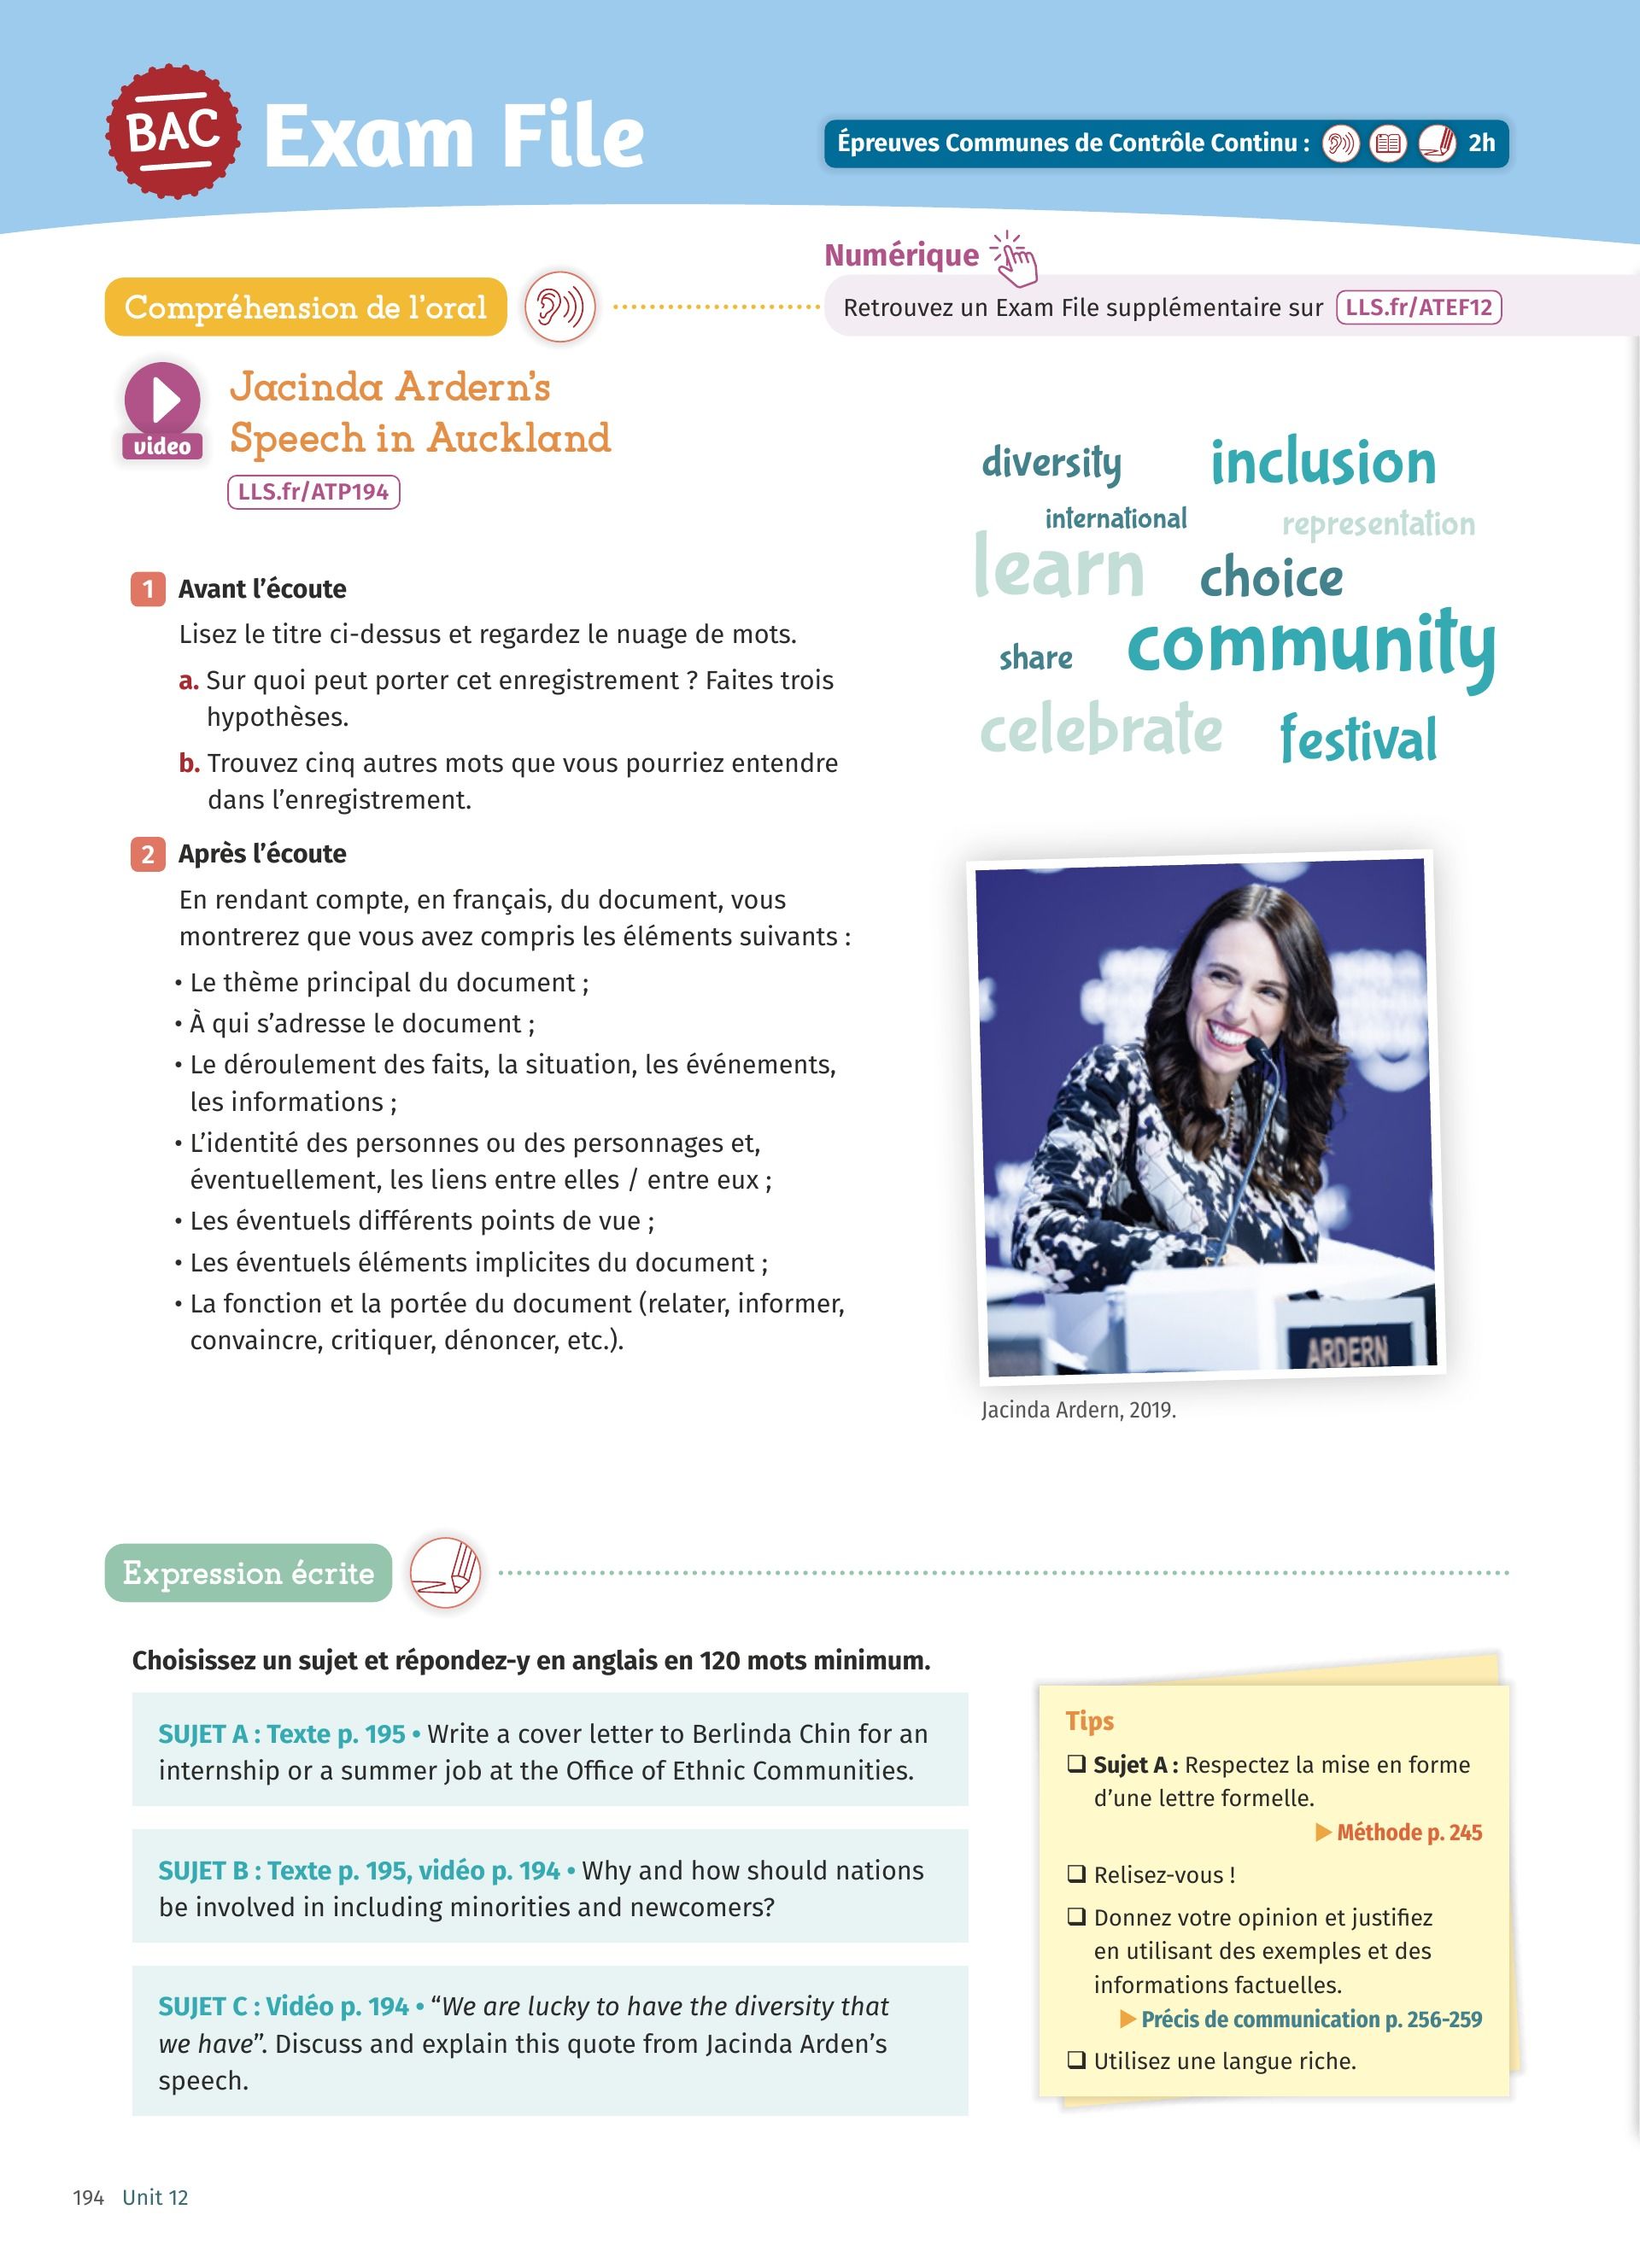 BAC
Exam File
Épreuves Communes de Contrôle Continu : 2h
Numérique
Compréhension de l'oral
Retrouvez un Exam File supplémentaire sur LLS.fr/ATEF12
video
Jacinda Ardern's
Speech in Auckland
LLS.fr/ATP194
diversity inclusion
international representation
learn choice
share community
celebrate festival
1 Avant l'écoute
Lisez le titre ci-dessus et regardez le nuage de mots.
a. Sur quoi peut porter cet enregistrement ? Faites trois
hypothèses.
b. Trouvez cinq autres mots que vous pourriez entendre
dans l'enregistrement.
2 Après l'écoute
En rendant compte, en français, du document, vous
montrerez que vous avez compris les éléments suivants :
• Le thème principal du document ;
• À qui s'adresse le document ;
• Le déroulement des faits, la situation, les événements,
les informations ;
• L'identité des personnes ou des personnages et,
éventuellement, les liens entre elles / entre eux ;
• Les éventuels différents points de vue ;
• Les éventuels éléments implicites du document ;
• La fonction et la portée du document (relater, informer,
convaincre, critiquer, dénoncer, etc.).
ARDERN
Jacinda Ardern, 2019.
Expression écrite
Choisissez un sujet et répondez-y en anglais en 120 mots minimum.
SUJET A : Texte p. 195 • Write a cover letter to Berlinda Chin for an
internship or a summer job at the Office of Ethnic Communities.
SUJET B : Texte p. 195, vidéo p. 194 • Why and how should nations
be involved in including minorities and newcomers?
SUJET C : Vidéo p. 194 • “We are lucky to have the diversity that
we have”. Discuss and explain this quote from Jacinda Arden's
speech.
Tips
❑ Sujet A : Respectez la mise en forme
d'une lettre formelle.
▶ Méthode p. 245
❑ Relisez-vous !
❑ Donnez votre opinion et justifiez
en utilisant des exemples et des
informations factuelles.
▶ Précis de communication p. 256-259
❑ Utilisez une langue riche.
194 Unit 12